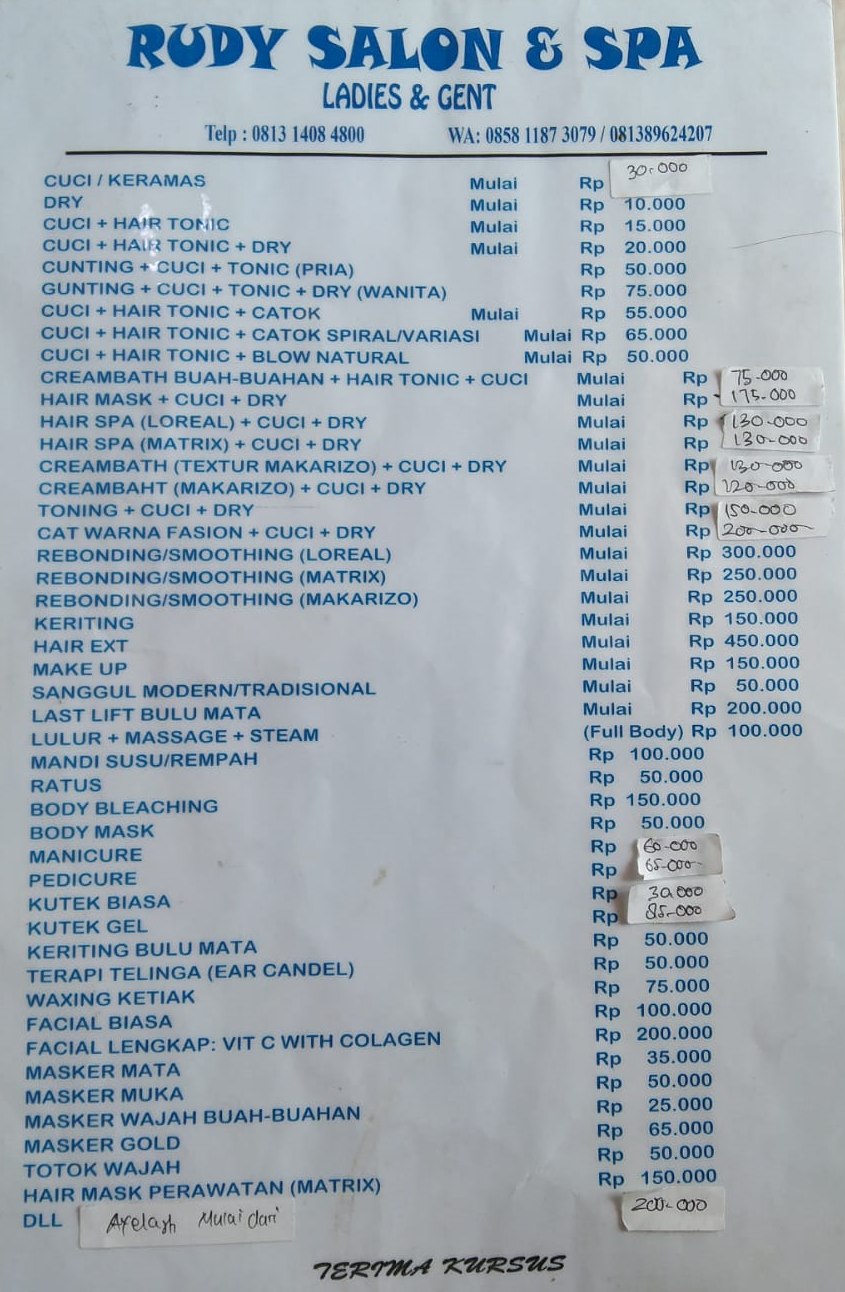 RUDY SALON & SPA
LADIES & GENT
Telp : 0813 1408 4800 WA: 0858 1187 3079 / 081389624207
CUCI / KERAMAS Mulai Rp 30.000
DRY Mulai Rp 10.000
CUCI + HAIR TONIC Mulai Rp 15.000
CUCI + HAIR TONIC + DRY Mulai Rp 20.000
CUNTING + CUCI + TONIC (PRIA) Rp 50.000
GUNTING + CUCI + TONIC + DRY (WANITA) Rp 75.000
CUCI + HAIR TONIC + CATOK Mulai Rp 55.000
CUCI + HAIR TONIC + CATOK SPIRAL/VARIASI Mulai Rp 65.000
CUCI + HAIR TONIC + BLOW NATURAL Mulai Rp 50.000
CREAMBATH BUAH-BUAHAN + HAIR TONIC + CUCI Mulai Rp 75-000
HAIR MASK + CUCI + DRY Mulai Rp 175-000
HAIR SPA (LOREAL) + CUCI + DRY Mulai Rp 130-000
HAIR SPA (MATRIX) + CUCI + DRY Mulai Rp 130-000
CREAMBATH (TEXTUR MAKARIZO) + CUCI + DRY Mulai Rp 130-000
CREAMBAHT (MAKARIZO) + CUCI + DRY Mulai Rp 120-000
TONING + CUCI + DRY Mulai Rp 150-000
CAT WARNA FASION + CUCI + DRY Mulai Rp 200-000-
REBONDING/SMOOTHING (LOREAL) Mulai Rp 300.000
REBONDING/SMOOTHING (MATRIX) Mulai Rp 250.000
REBONDING/SMOOTHING (MAKARIZO) Mulai Rp 250.000
KERITING Mulai Rp 150.000
HAIR EXT Mulai Rp 450.000
MAKE UP Mulai Rp 150.000
SANGGUL MODERN/TRADISIONAL Mulai Rp 50.000
LAST LIFT BULU MATA Mulai Rp 200.000
LULUR + MASSAGE + STEAM (Full Body) Rp 100.000
MANDI SUSU/REMPAH Rp 100.000
RATUS Rp 50.000
BODY BLEACHING Rp 150.000
BODY MASK Rp 50.000
MANICURE Rp 60-000
PEDICURE Rp 65-000-
KUTEK BIASA Rp 30.000
KUTEK GEL Rp 85-000
KERITING BULU MATA Rp 50.000
TERAPI TELINGA (EAR CANDEL) Rp 50.000
WAXING KETIAK Rp 75.000
FACIAL BIASA Rp 100.000
FACIAL LENGKAP: VIT C WITH COLAGEN Rp 200.000
MASKER MATA Rp 35.000
MASKER MUKA Rp 50.000
MASKER WAJAH BUAH-BUAHAN Rp 25.000
MASKER GOLD Rp 65.000
TOTOK WAJAH Rp 50.000
HAIR MASK PERAWATAN (MATRIX) Rp 150.000
DLL Ayelash Mulai dari 200-000
TERIMA KURSUS